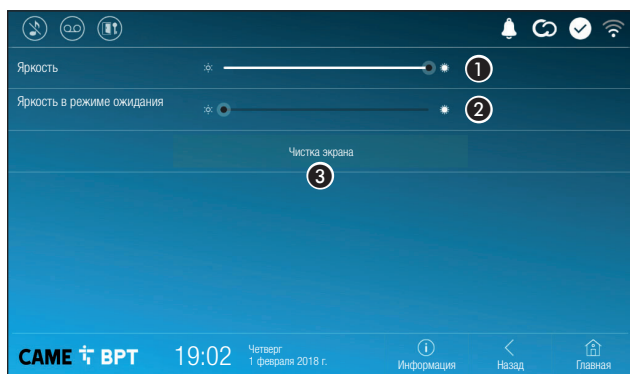 Яркость
1
Яркость в режиме ожидания
2
Чистка экрана
3
CAME BPT
19:02
Четверг
1 февраля 2018 г.
Информация
Назад
Главная